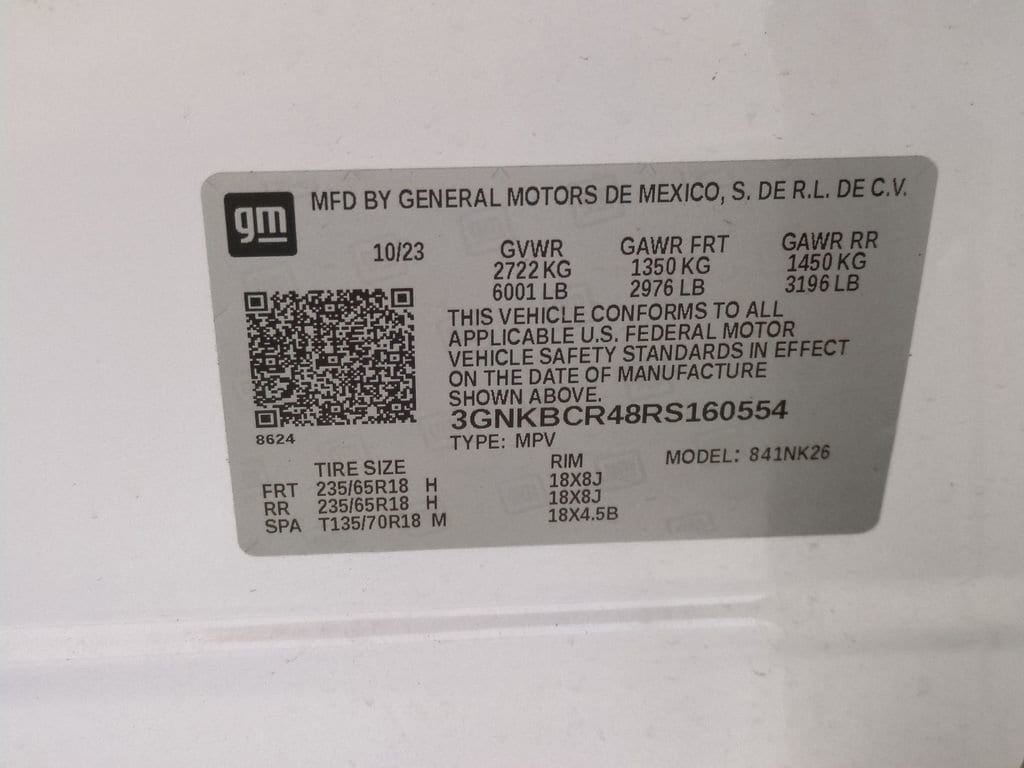 gm
MFD BY GENERAL MOTORS DE MEXICO, S. DE R.L. DE C.V.
10/23 GVWR GAWR FRT GAWR RR
2722 KG 1350 KG 1450 KG
6001 LB 2976 LB 3196 LB
THIS VEHICLE CONFORMS TO ALL
APPLICABLE U.S. FEDERAL MOTOR
VEHICLE SAFETY STANDARDS IN EFFECT
ON THE DATE OF MANUFACTURE
SHOWN ABOVE.
3GNKBCR48RS160554
8624
TYPE: MPV
MODEL: 841NK26
TIRE SIZE RIM
FRT 235/65R18 H 18X8J
RR 235/65R18 H 18X8J
SPA T135/70R18 M 18X4.5B